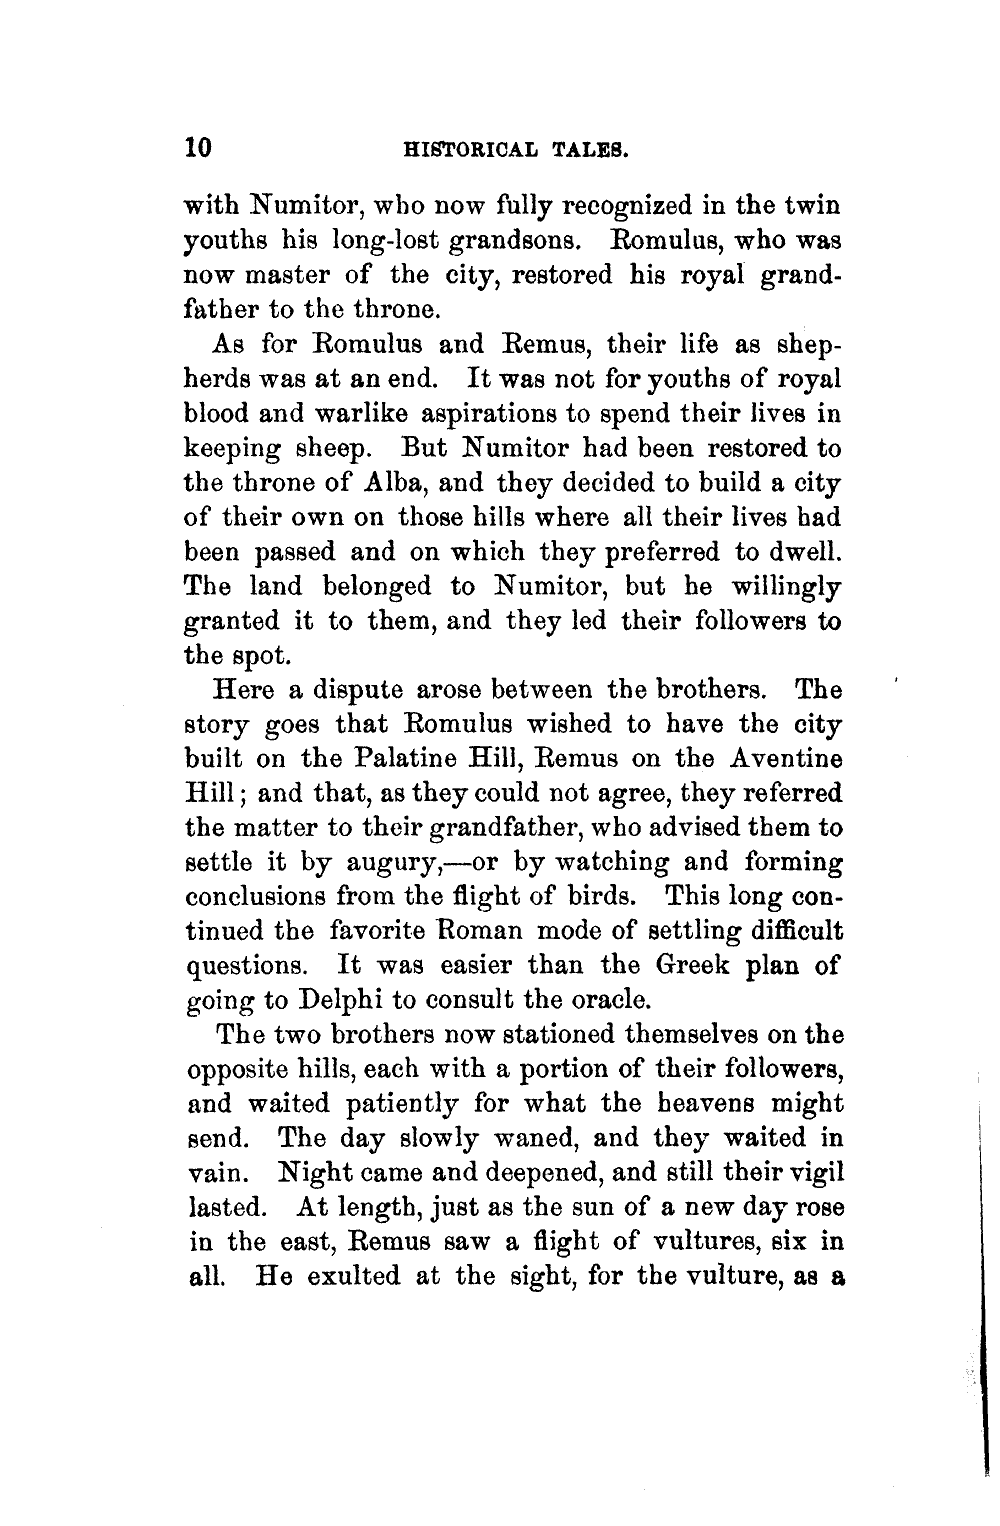 10 HISTORICAL TALES.
with Numitor, who now fully recognized in the twin
youths his long-lost grandsons. Romulus, who was
now master of the city, restored his royal grand-
father to the throne.
As for Romulus and Remus, their life as shep-
herds was at an end. It was not for youths of royal
blood and warlike aspirations to spend their lives in
keeping sheep. But Numitor had been restored to
the throne of Alba, and they decided to build a city
of their own on those hills where all their lives had
been passed and on which they preferred to dwell.
The land belonged to Numitor, but he willingly
granted it to them, and they led their followers to
the spot.
Here a dispute arose between the brothers. The
story goes that Romulus wished to have the city
built on the Palatine Hill, Remus on the Aventine
Hill; and that, as they could not agree, they referred
the matter to their grandfather, who advised them to
settle it by augury,—or by watching and forming
conclusions from the flight of birds. This long con-
tinued the favorite Roman mode of settling difficult
questions. It was easier than the Greek plan of
going to Delphi to consult the oracle.
The two brothers now stationed themselves on the
opposite hills, each with a portion of their followers,
and waited patiently for what the heavens might
send. The day slowly waned, and they waited in
vain. Night came and deepened, and still their vigil
lasted. At length, just as the sun of a new day rose
in the east, Remus saw a flight of vultures, six in
all. He exulted at the sight, for the vulture, as a